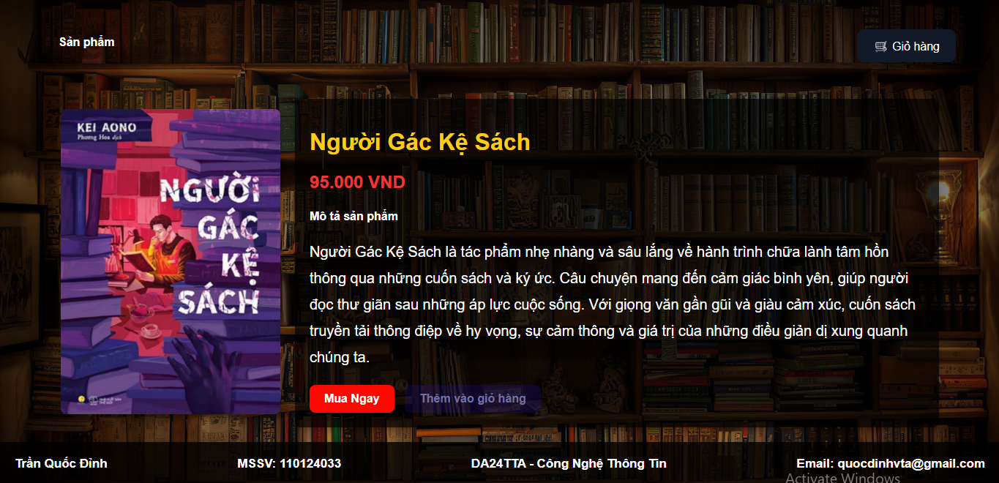 Sản phẩm
🛒 Giỏ hàng
KEI AONO
Phương Hoa dịch
NGƯỜI
GÁC
KỆ
SÁCH
Người Gác Kệ Sách
95.000 VND
Mô tả sản phẩm
Người Gác Kệ Sách là tác phẩm nhẹ nhàng và sâu lắng về hành trình chữa lành tâm hồn
thông qua những cuốn sách và ký ức. Câu chuyện mang đến cảm giác bình yên, giúp người
đọc thư giãn sau những áp lực cuộc sống. Với giọng văn gần gũi và giàu cảm xúc, cuốn sách
truyền tải thông điệp về hy vọng, sự cảm thông và giá trị của những điều giản dị xung quanh
chúng ta.
Mua Ngay
Thêm vào giỏ hàng
Trần Quốc Đỉnh
MSSV: 110124033
DA24TTA - Công Nghệ Thông Tin
Email: quocdinhvta@gmail.com
Activate Windows